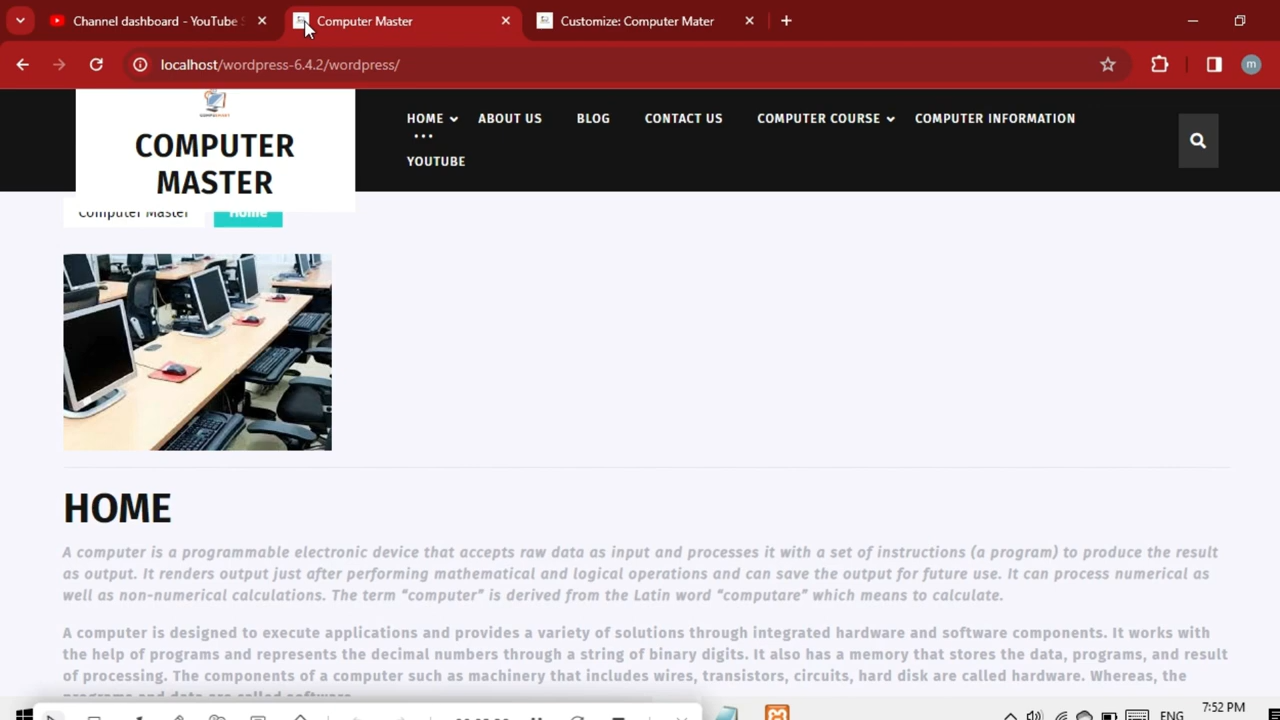 Channel dashboard - YouTube S
Computer Master
Customize: Computer Mater
localhost/wordpress-6.4.2/wordpress/
m
COMPUTER
MASTER
HOME
ABOUT US
BLOG
CONTACT US
COMPUTER COURSE
COMPUTER INFORMATION
YOUTUBE
Computer Master
Home
HOME
A computer is a programmable electronic device that accepts raw data as input and processes it with a set of instructions (a program) to produce the result
as output. It renders output just after performing mathematical and logical operations and can save the output for future use. It can process numerical as
well as non-numerical calculations. The term “computer” is derived from the Latin word “computare” which means to calculate.
A computer is designed to execute applications and provides a variety of solutions through integrated hardware and software components. It works with
the help of programs and represents the decimal numbers through a string of binary digits. It also has a memory that stores the data, programs, and result
of processing. The components of a computer such as machinery that includes wires, transistors, circuits, hard disk are called hardware. Whereas, the
programs and data are called software.
ENG
7:52 PM